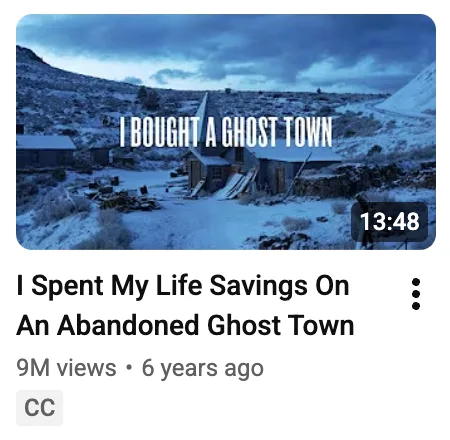 I BOUGHT A GHOST TOWN
13:48
I Spent My Life Savings On
An Abandoned Ghost Town
9M views • 6 years ago
CC